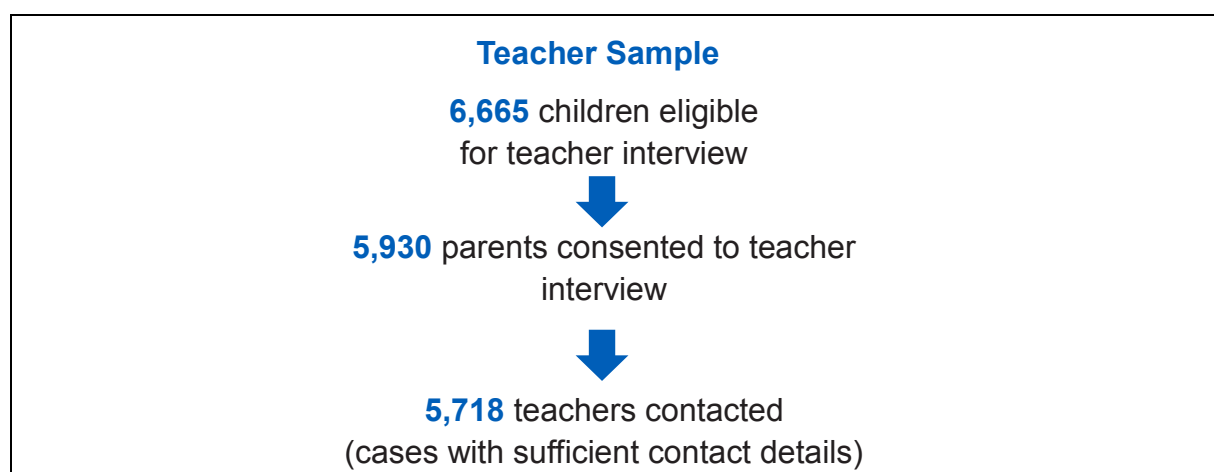 Teacher Sample
6,665 children eligible
for teacher interview
5,930 parents consented to teacher
interview
5,718 teachers contacted
(cases with sufficient contact details)